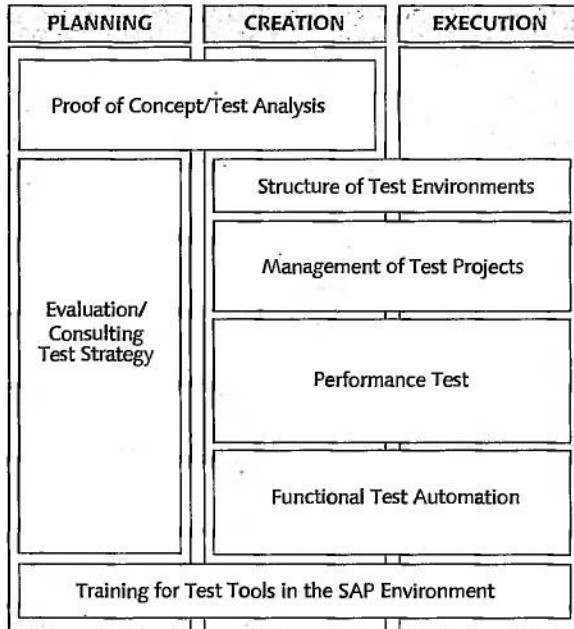 PLANNING
CREATION
EXECUTION
Proof of Concept/Test Analysis
Structure of Test Environments
Management of Test Projects
Evaluation/
Consulting
Test Strategy
Performance Test
Functional Test Automation
Training for Test Tools in the SAP Environment